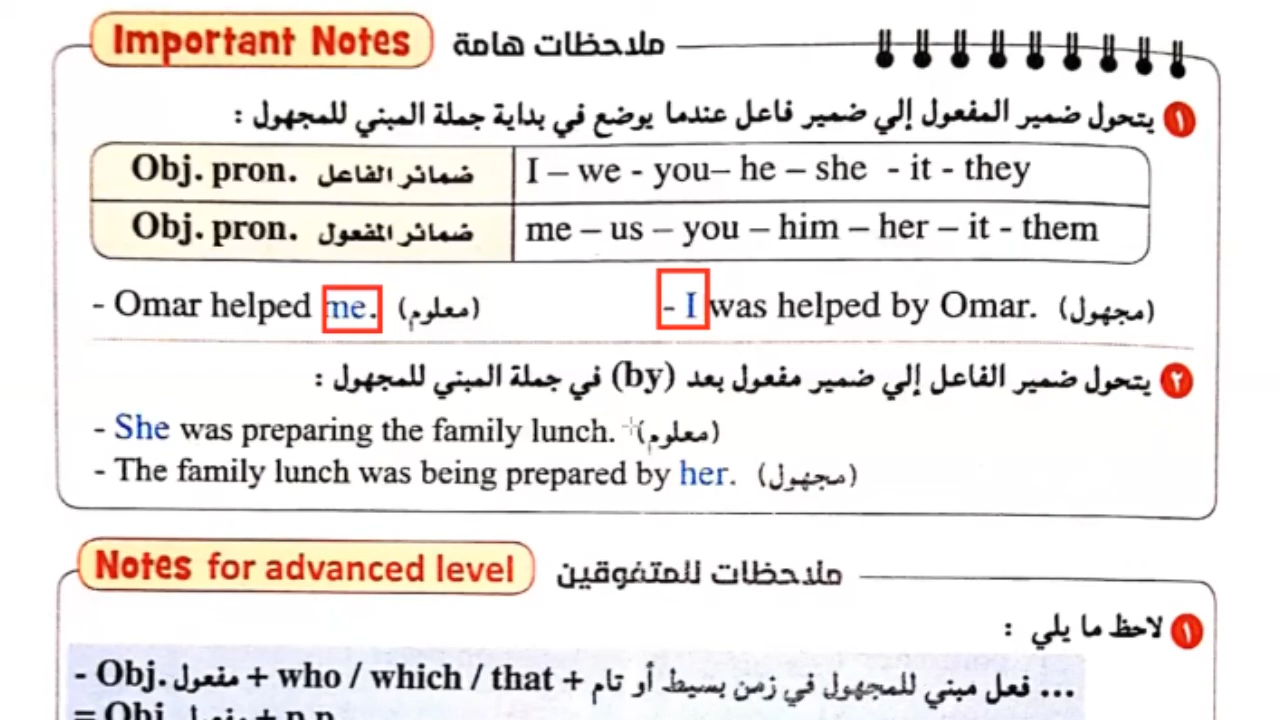 Important Notes ملاحظات هامة
١ يتحول ضمير المفعول إلي ضمير فاعل عندما يوضع في بداية جملة المبني للمجهول :
Obj. pron. ضمائر الفاعل I – we - you– he – she - it - they
Obj. pron. ضمائر المفعول me – us – you – him – her – it - them
- Omar helped me. (معلوم) - I was helped by Omar. (مجهول)
٢ يتحول ضمير الفاعل إلي ضمير مفعول بعد (by) في جملة المبني للمجهول :
- She was preparing the family lunch. (معلوم)
- The family lunch was being prepared by her. (مجهول)
Notes for advanced level ملاحظات للمتفوقين
١ لاحظ ما يلي :
- Obj. مفعول + who / which / that + فعل مبني للمجهول في زمن بسيط أو تام ...
= Obj. مفعول + p.p